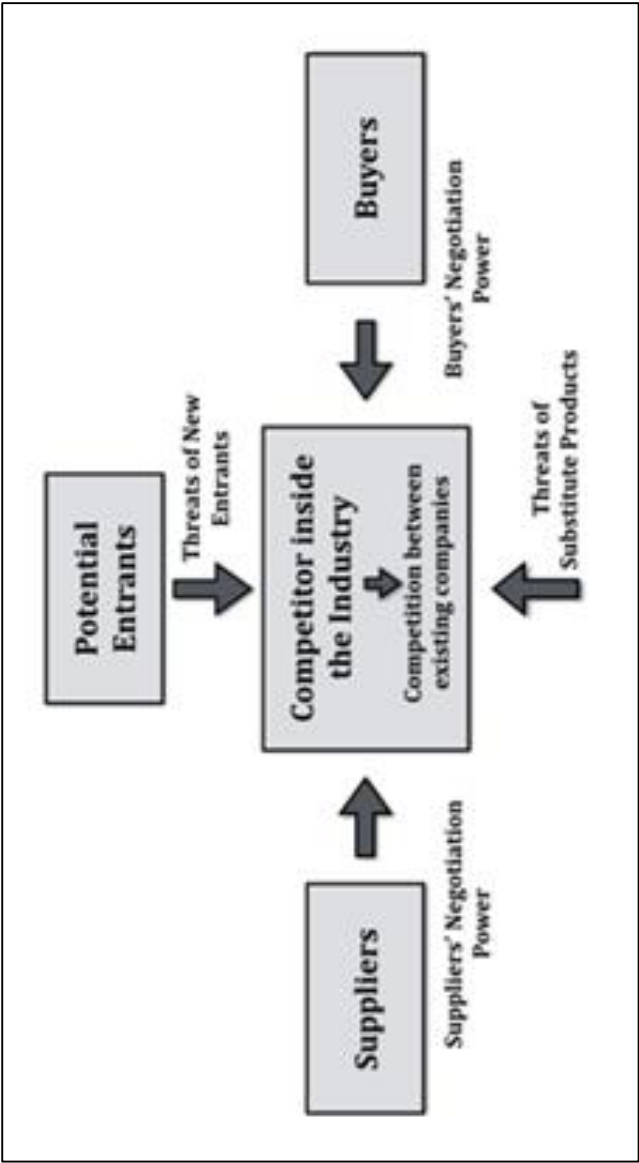 Potential
Entrants
Threats of New
Entrants
Suppliers
Suppliers' Negotiation
Power
Competitor inside
the Industry
Competition between
existing companies
Buyers
Buyers' Negotiation
Power
Threats of
Substitute Products